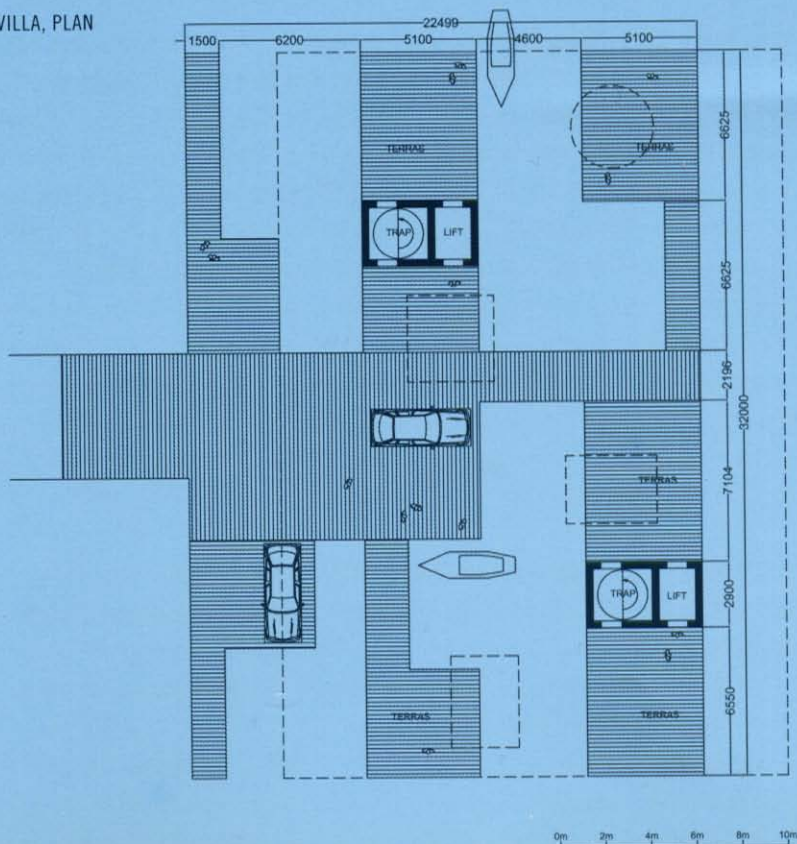 VILLA, PLAN
22499
1500 6200 5100 4600 5100
TERRAS TERRAS
6625
TRAP LIFT
6625
2196
32000
7104
TERRAS
TRAP LIFT
2900
TERRAS TERRAS
6550
0m 2m 4m 6m 8m 10m